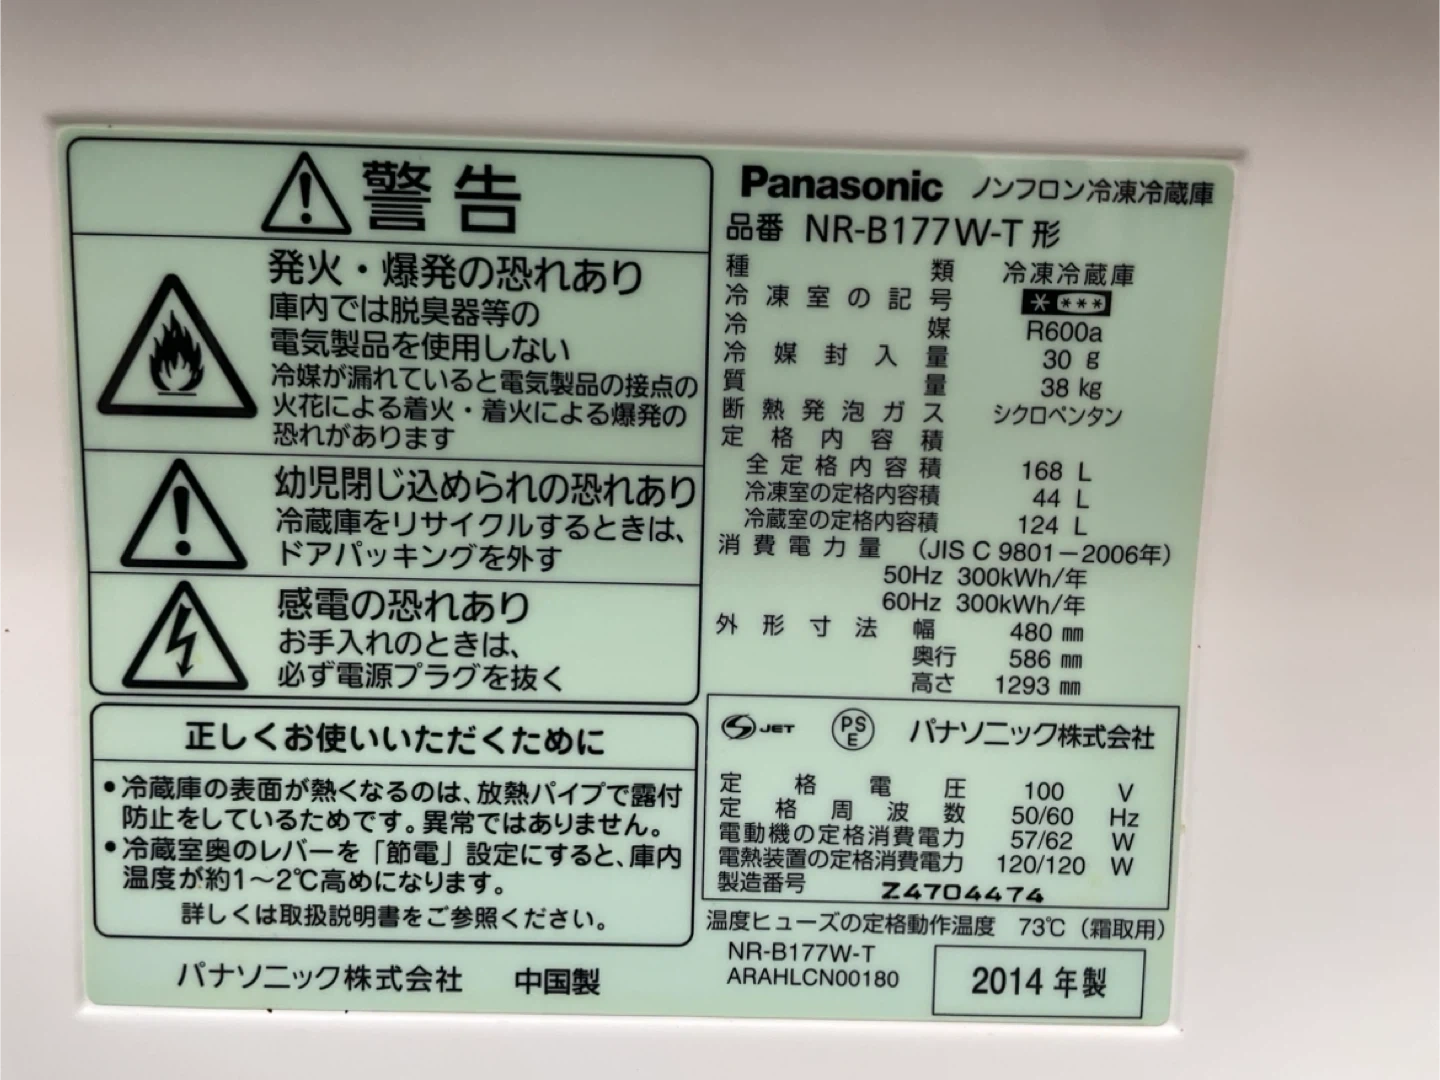 警告
発火・爆発の恐れあり
庫内では脱臭器等の
電気製品を使用しない
冷媒が漏れていると電気製品の接点の
火花による着火・着火による爆発の
恐れがあります
幼児閉じ込められの恐れあり
冷蔵庫をリサイクルするときは、
ドアパッキングを外す
感電の恐れあり
お手入れのときは、
必ず電源プラグを抜く
正しくお使いいただくために
・冷蔵庫の表面が熱くなるのは、放熱パイプで露付
防止をしているためです。異常ではありません。
・冷蔵室奥のレバーを「節電」設定にすると、庫内
温度が約1～2℃高めになります。
詳しくは取扱説明書をご参照ください。
パナソニック株式会社 中国製
Panasonic ノンフロン冷凍冷蔵庫
品番 NR-B177W-T 形
種類 冷凍冷蔵庫
冷凍室の記号 * ***
冷媒 R600a
冷媒封入量 30 g
質量 38 kg
断熱発泡ガス シクロペンタン
定格内容積
全定格内容積 168 L
冷凍室の定格内容積 44 L
冷蔵室の定格内容積 124 L
消費電力量 (JIS C 9801-2006年)
50Hz 300kWh/年
60Hz 300kWh/年
外形寸法 幅 480 mm
奥行 586 mm
高さ 1293 mm
S JET PSE パナソニック株式会社
定格電圧 100 V
定格周波数 50/60 Hz
電動機の定格消費電力 57/62 W
電熱装置の定格消費電力 120/120 W
製造番号 Z4704474
温度ヒューズの定格動作温度 73℃(霜取用)
NR-B177W-T
ARAHLCN00180
2014年製